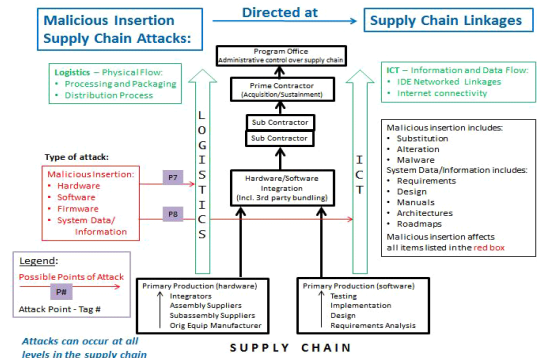 Malicious Insertion
Supply Chain Attacks:
Directed at
Supply Chain Linkages
Program Office
Administrative control over supply chain
Logistics – Physical Flow:
• Processing and Packaging
• Distribution Process
Prime Contractor
(Acquisition/Sustainment)
ICT – Information and Data Flow:
• IDE Networked Linkages
• Internet connectivity
Sub Contractor
Sub Contractor
LOGISTICS
ICT
Malicious insertion includes:
• Substitution
• Alteration
• Malware
System Data/Information includes:
• Requirements
• Design
• Manuals
• Architectures
• Roadmaps
Malicious insertion affects
all items listed in the red box
Type of attack:
Malicious Insertion:
• Hardware
• Software
• Firmware
• System Data/
Information
P7
P8
Hardware/Software
Integration
(Incl. 3rd party bundling)
Legend:
Possible Points of Attack
P#
Attack Point - Tag #
Primary Production (hardware)
Integrators
Assembly Suppliers
Subassembly Suppliers
Orig Equip Manufacturer
Primary Production (software)
Testing
Implementation
Design
Requirements Analysis
Attacks can occur at all
levels in the supply chain
SUPPLY CHAIN